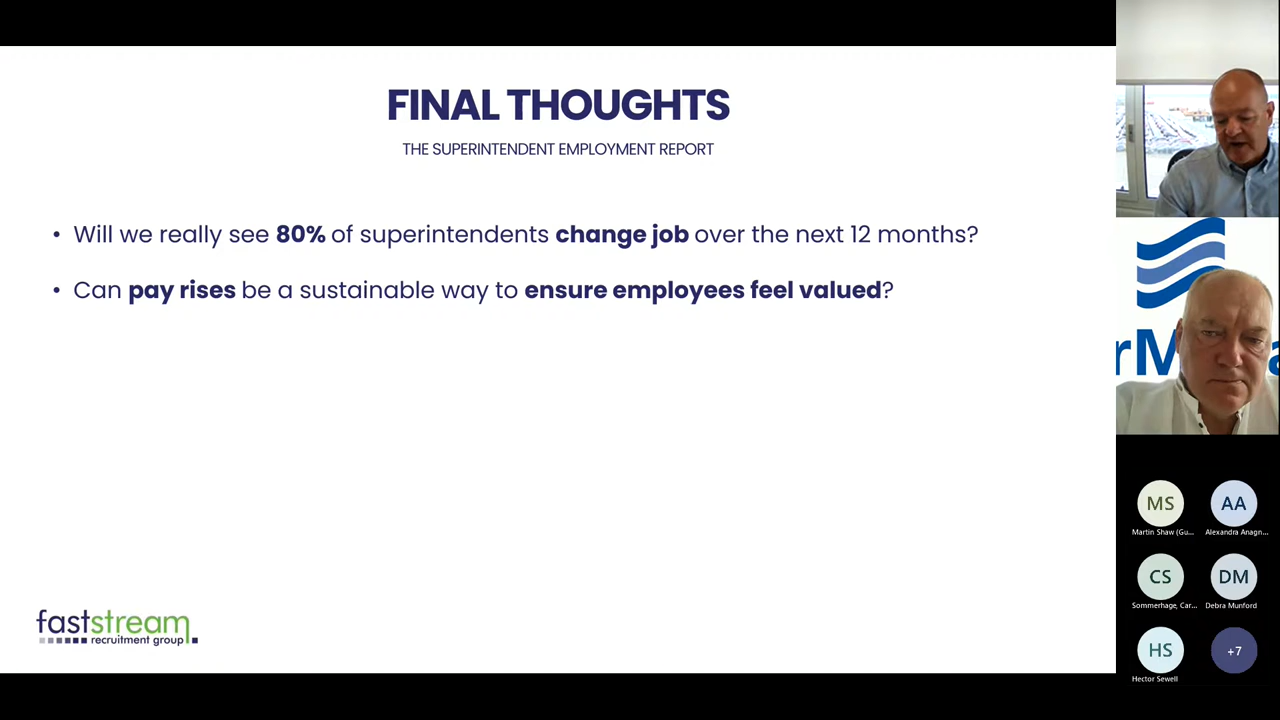 FINAL THOUGHTS
THE SUPERINTENDENT EMPLOYMENT REPORT
• Will we really see 80% of superintendents change job over the next 12 months?
• Can pay rises be a sustainable way to ensure employees feel valued?
faststream
recruitment group
rM
MS
AA
Martin Shaw (Gu...
Alexandra Anagn...
CS
DM
Sommerhage, Car...
Debra Munford
HS
+7
Hector Sewell